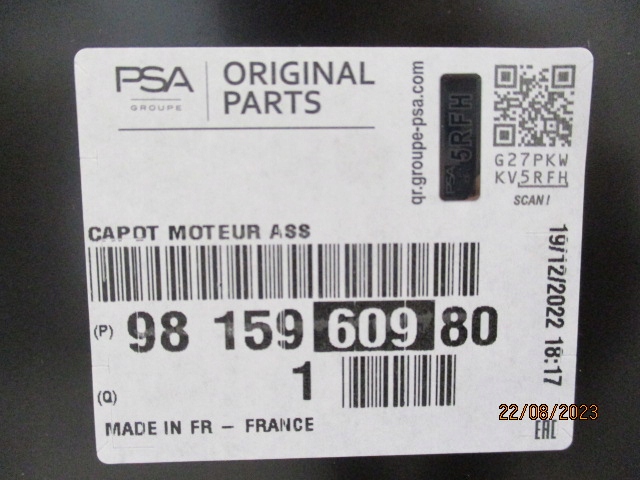 PSA
GROUPE
ORIGINAL
PARTS
qr.groupe-psa.com
PSA 5RFH
G27PKW
KV5RFH
SCAN!
CAPOT MOTEUR ASS
(P) 98 159 609 80
(Q) 1
MADE IN FR - FRANCE
19/12/2022 18:17
22/08/2023
EAC